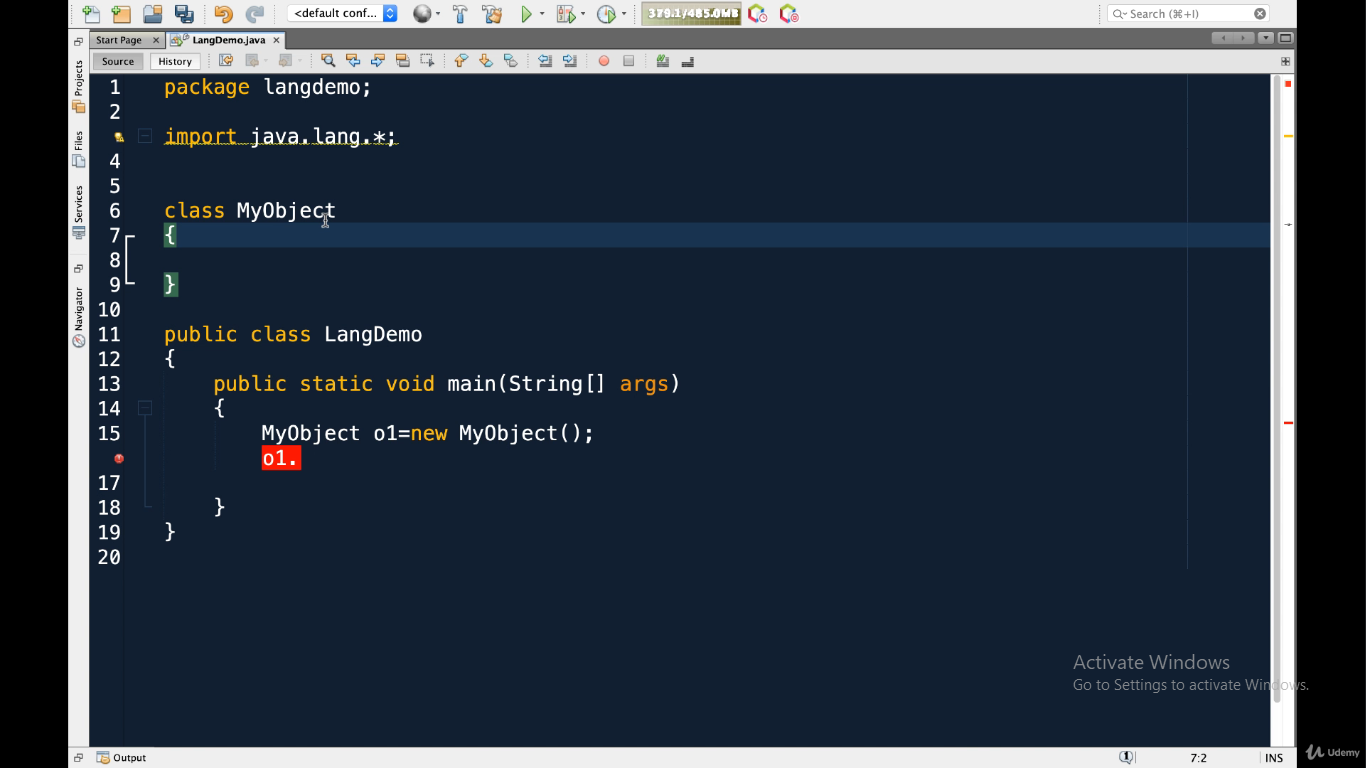 <default conf...
379.1/485.0MB
Search (⌘+I)
Start Page
LangDemo.java
Source
History
Projects
Files
Services
Navigator
1 package langdemo;
2
import java.lang.*;
4
5
6 class MyObject
7 {
8
9 }
10
11 public class LangDemo
12 {
13 public static void main(String[] args)
14 {
15 MyObject o1=new MyObject();
o1.
17
18 }
19 }
20
Activate Windows
Go to Settings to activate Windows.
Output
1
7:2
INS
Udemy